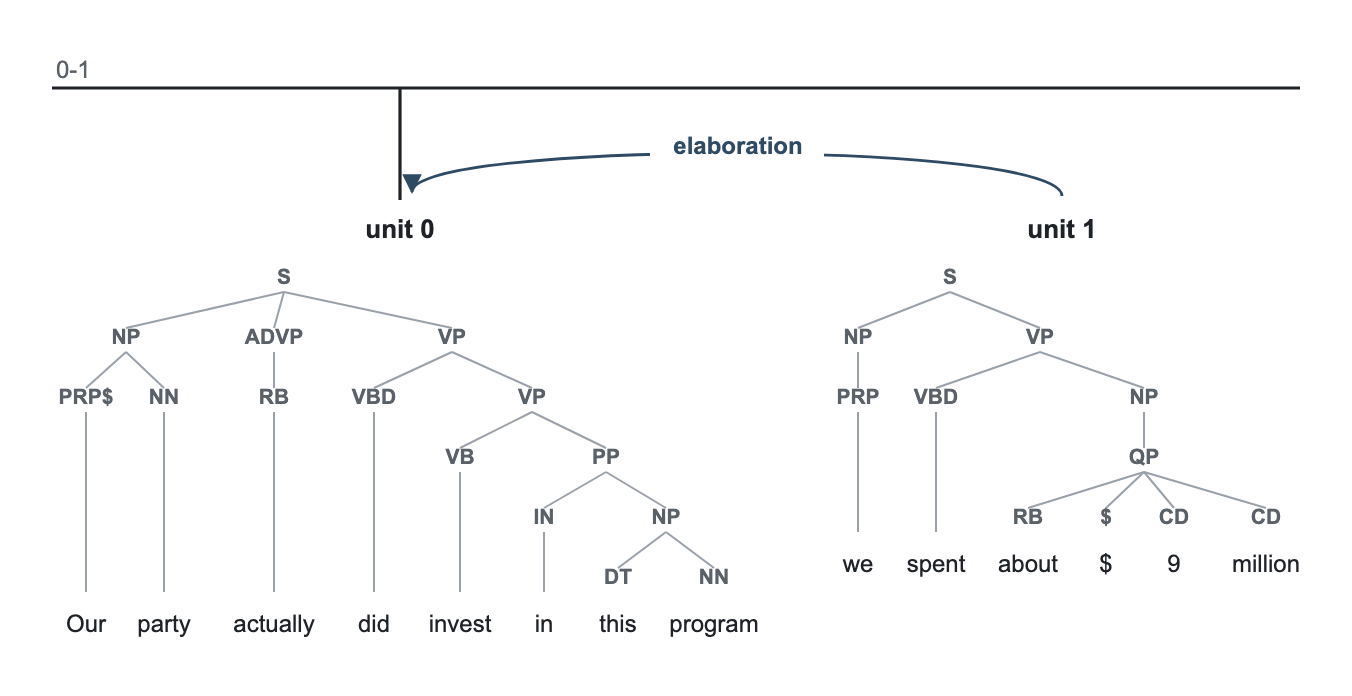 0-1
elaboration
unit 0 unit 1
S S
NP ADVP VP NP VP
PRP$ NN RB VBD VP PRP VBD NP
VB PP QP
IN NP RB $ CD CD
we spent about $ 9 million
DT NN
Our party actually did invest in this program